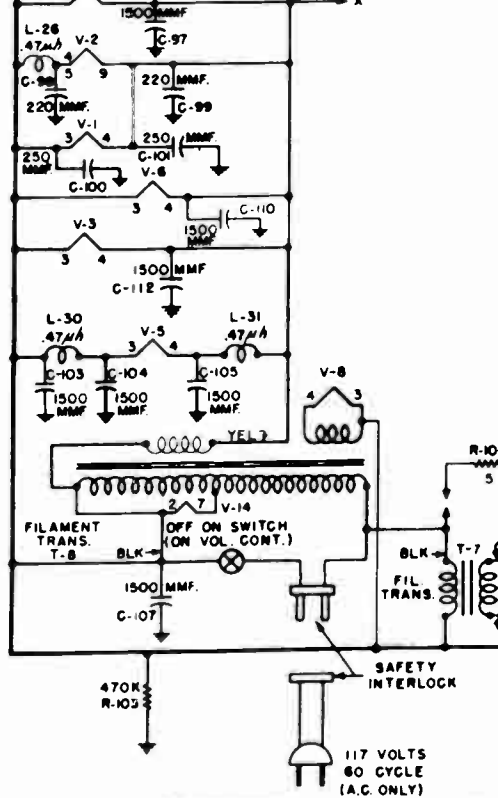 A
1500 MMF.
C-97
L-26
.47μh
V-2
4
5
9
C-98
220 MMF.
220 MMF.
C-99
V-1
3
4
250 MMF.
C-101
250 MMF.
C-100
V-6
3
4
C-110
1500 MMF.
V-3
3
4
1500 MMF.
C-112
L-30
.47μh
V-5
3
4
L-31
.47μh
C-103
C-104
C-105
1500 MMF.
1500 MMF.
1500 MMF.
V-8
4
3
YEL
R-10
5
2
7
V-14
FILAMENT
TRANS.
T-8
OFF ON SWITCH
(ON VOL. CONT.)
BLK
BLK
T-7
FIL.
TRANS.
1500 MMF.
C-107
SAFETY
INTERLOCK
470K
R-103
117 VOLTS
60 CYCLE
(A.C. ONLY)